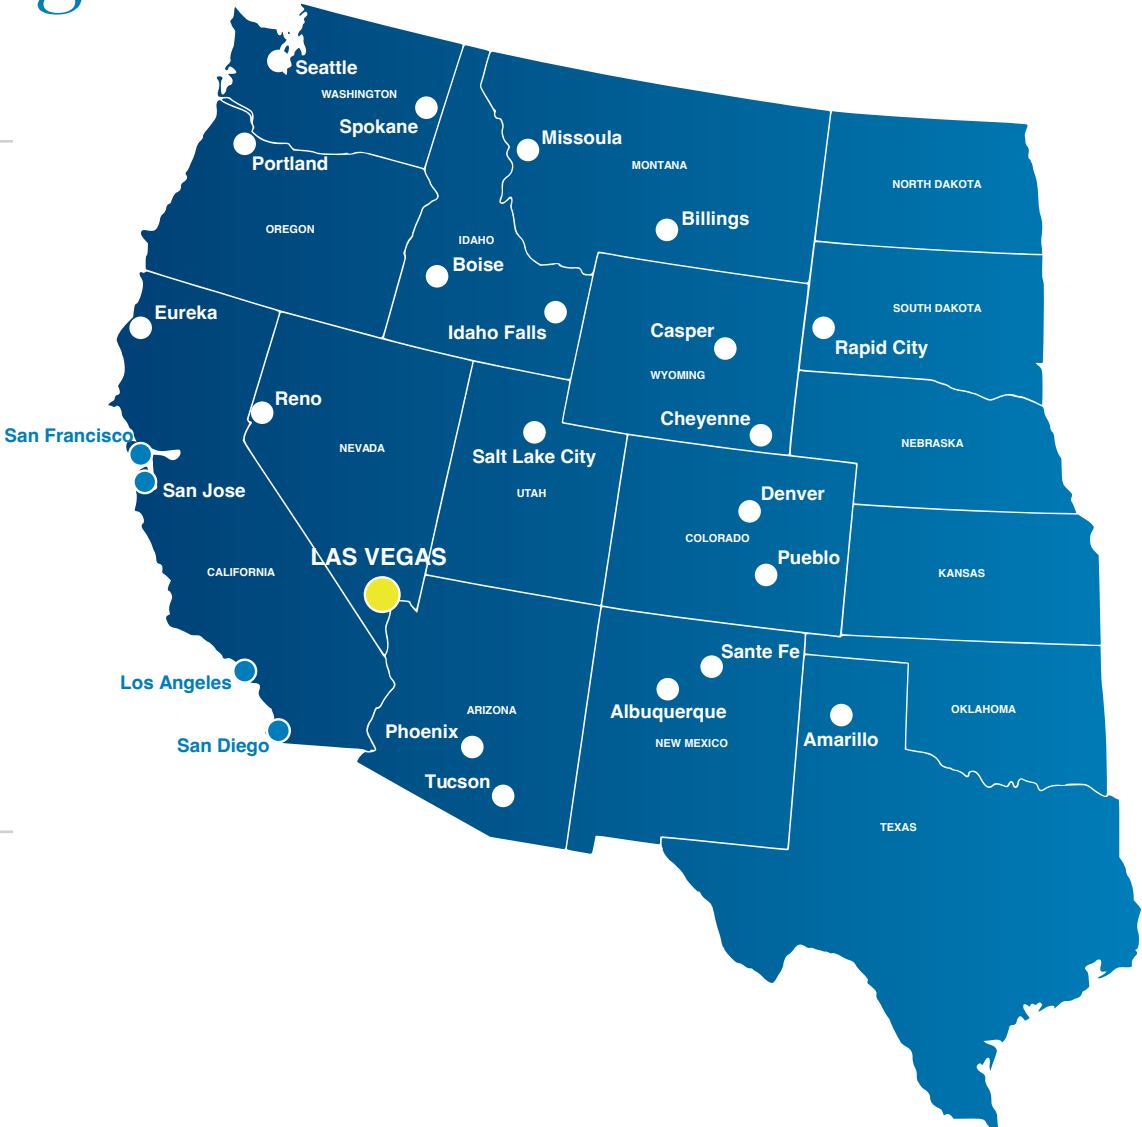 g
Seattle
WASHINGTON
Spokane
Missoula
Portland
MONTANA
NORTH DAKOTA
Billings
OREGON
IDAHO
Boise
SOUTH DAKOTA
Eureka
Idaho Falls
Casper
Rapid City
WYOMING
Reno
Cheyenne
San Francisco
NEVADA
Salt Lake City
NEBRASKA
San Jose
UTAH
Denver
COLORADO
LAS VEGAS
Pueblo
CALIFORNIA
KANSAS
Sante Fe
Los Angeles
ARIZONA
Albuquerque
OKLAHOMA
Phoenix
NEW MEXICO
Amarillo
San Diego
Tucson
TEXAS